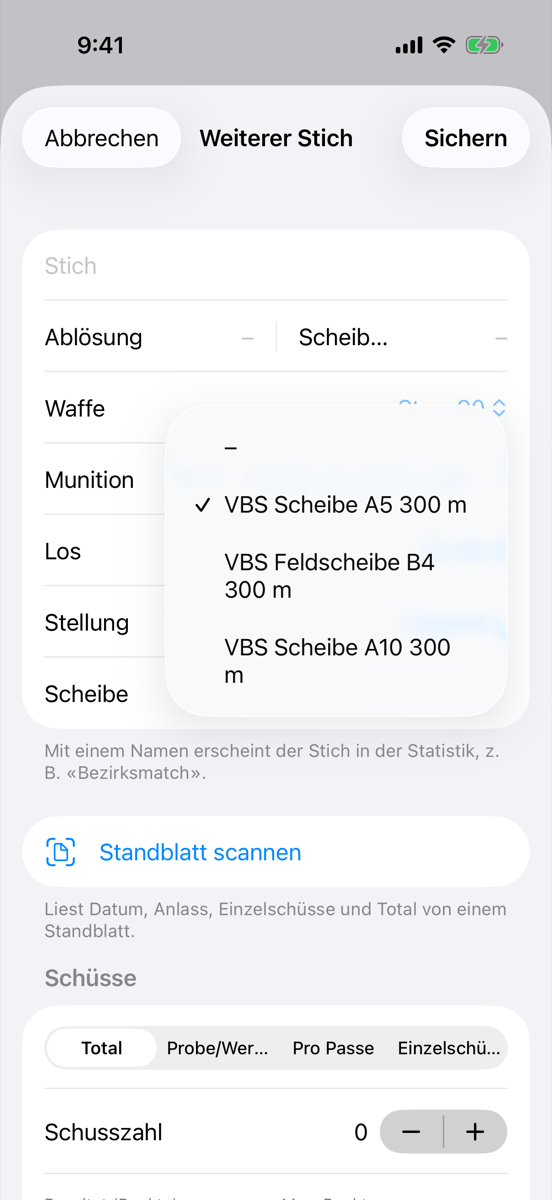 9:41
Abbrechen
Weiterer Stich
Sichern
Stich
Ablösung –
Scheib... –
Waffe
Munition
Los
Stellung
Scheibe
–
✓ VBS Scheibe A5 300 m
VBS Feldscheibe B4
300 m
VBS Scheibe A10 300
m
Mit einem Namen erscheint der Stich in der Statistik, z.
B. «Bezirksmatch».
Standblatt scannen
Liest Datum, Anlass, Einzelschüsse und Total von einem
Standblatt.
Schüsse
Total
Probe/Wer...
Pro Passe
Einzelschü...
Schusszahl 0 − +